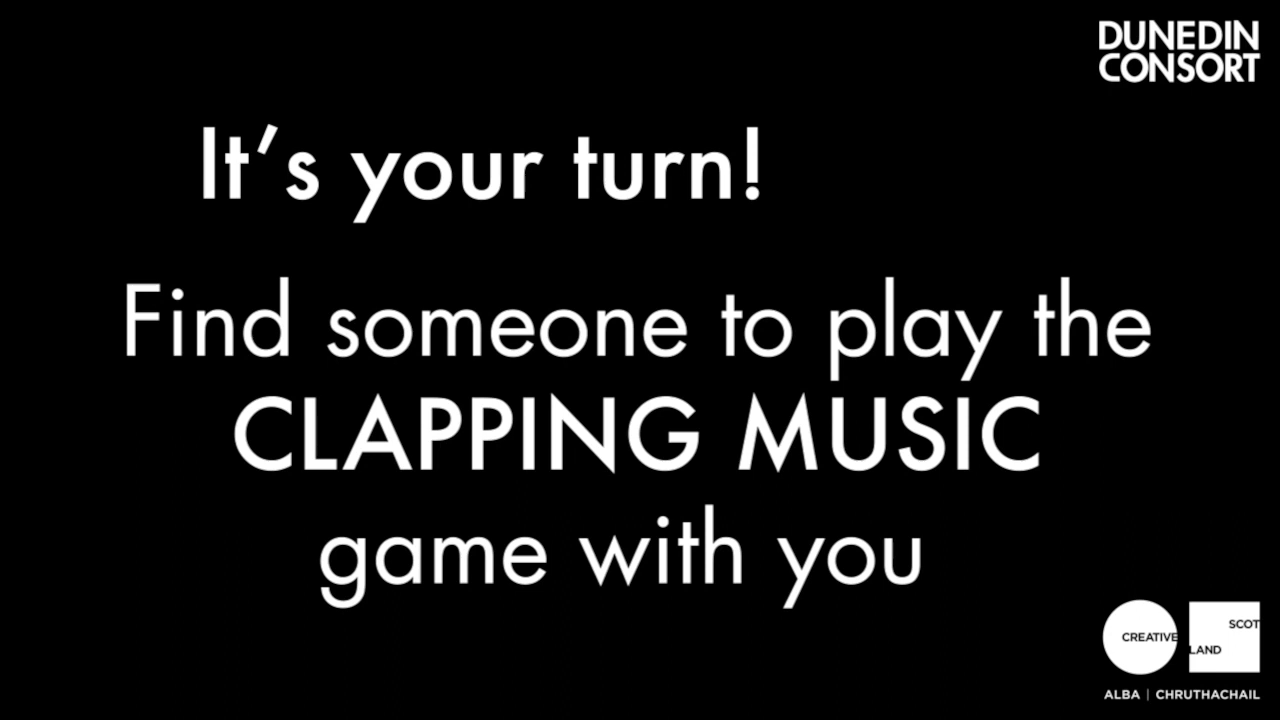 DUNEDIN
CONSORT
It’s your turn!
Find someone to play the
CLAPPING MUSIC
game with you
CREATIVE SCOT
LAND
ALBA | CHRUTHACHAIL